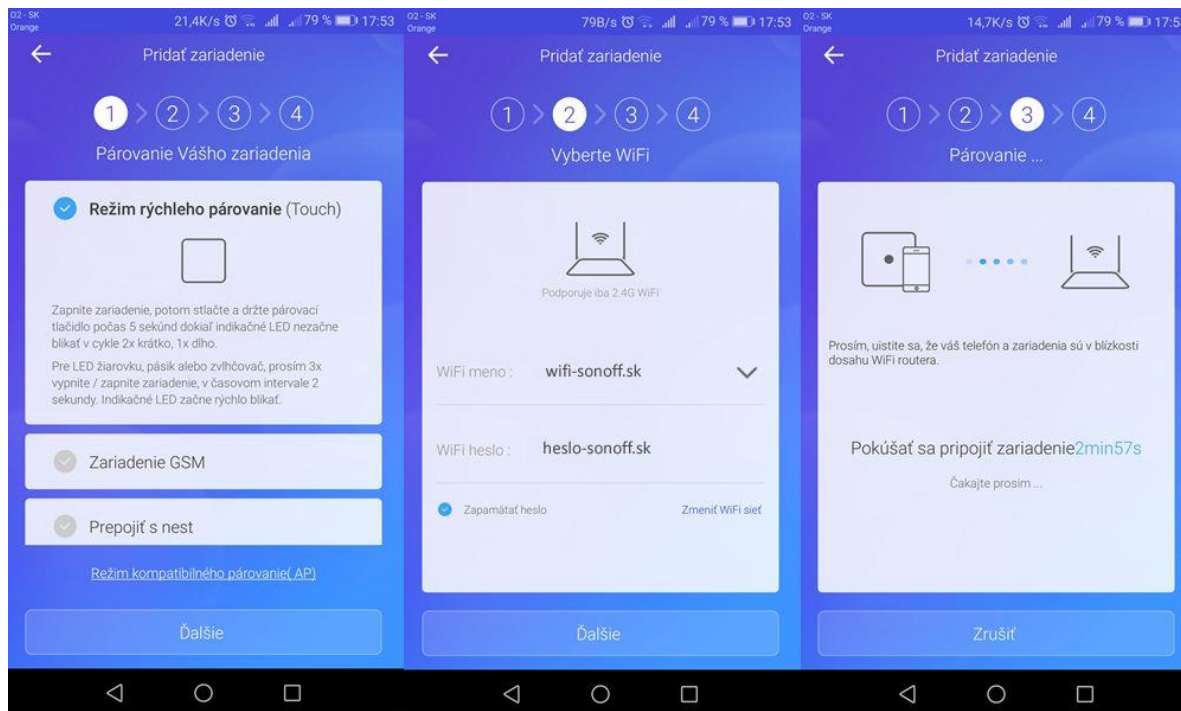 O2 - SK
Orange
21,4K/s 79 % 17:53
Pridať zariadenie
1 > 2 > 3 > 4
Párovanie Vášho zariadenia
Režim rýchleho párovanie (Touch)
Zapnite zariadenie, potom stlačte a držte párovací
tlačidlo počas 5 sekúnd dokiaľ indikačné LED nezačne
blikať v cykle 2x krátko, 1x dlho.
Pre LED žiarovku, pásik alebo zvlhčovač, prosím 3x
vypnite / zapnite zariadenie, v časovom intervale 2
sekundy. Indikačné LED začne rýchlo blikať.
Zariadenie GSM
Prepojiť s nest
Režim kompatibilného párovanie( AP)
Ďalšie
O2 - SK
Orange
79B/s 79 % 17:53
Pridať zariadenie
1 > 2 > 3 > 4
Vyberte WiFi
Podporuje iba 2.4G WiFi
WiFi meno : wifi-sonoff.sk
WiFi heslo : heslo-sonoff.sk
Zapamätať heslo Zmeniť WiFi sieť
Ďalšie
O2 - SK
Orange
14,7K/s 79 % 17:53
Pridať zariadenie
1 > 2 > 3 > 4
Párovanie ...
Prosím, uistite sa, že váš telefón a zariadenia sú v blízkosti
dosahu WiFi routera.
Pokúšať sa pripojiť zariadenie2min57s
Čakajte prosim ...
Zrušiť